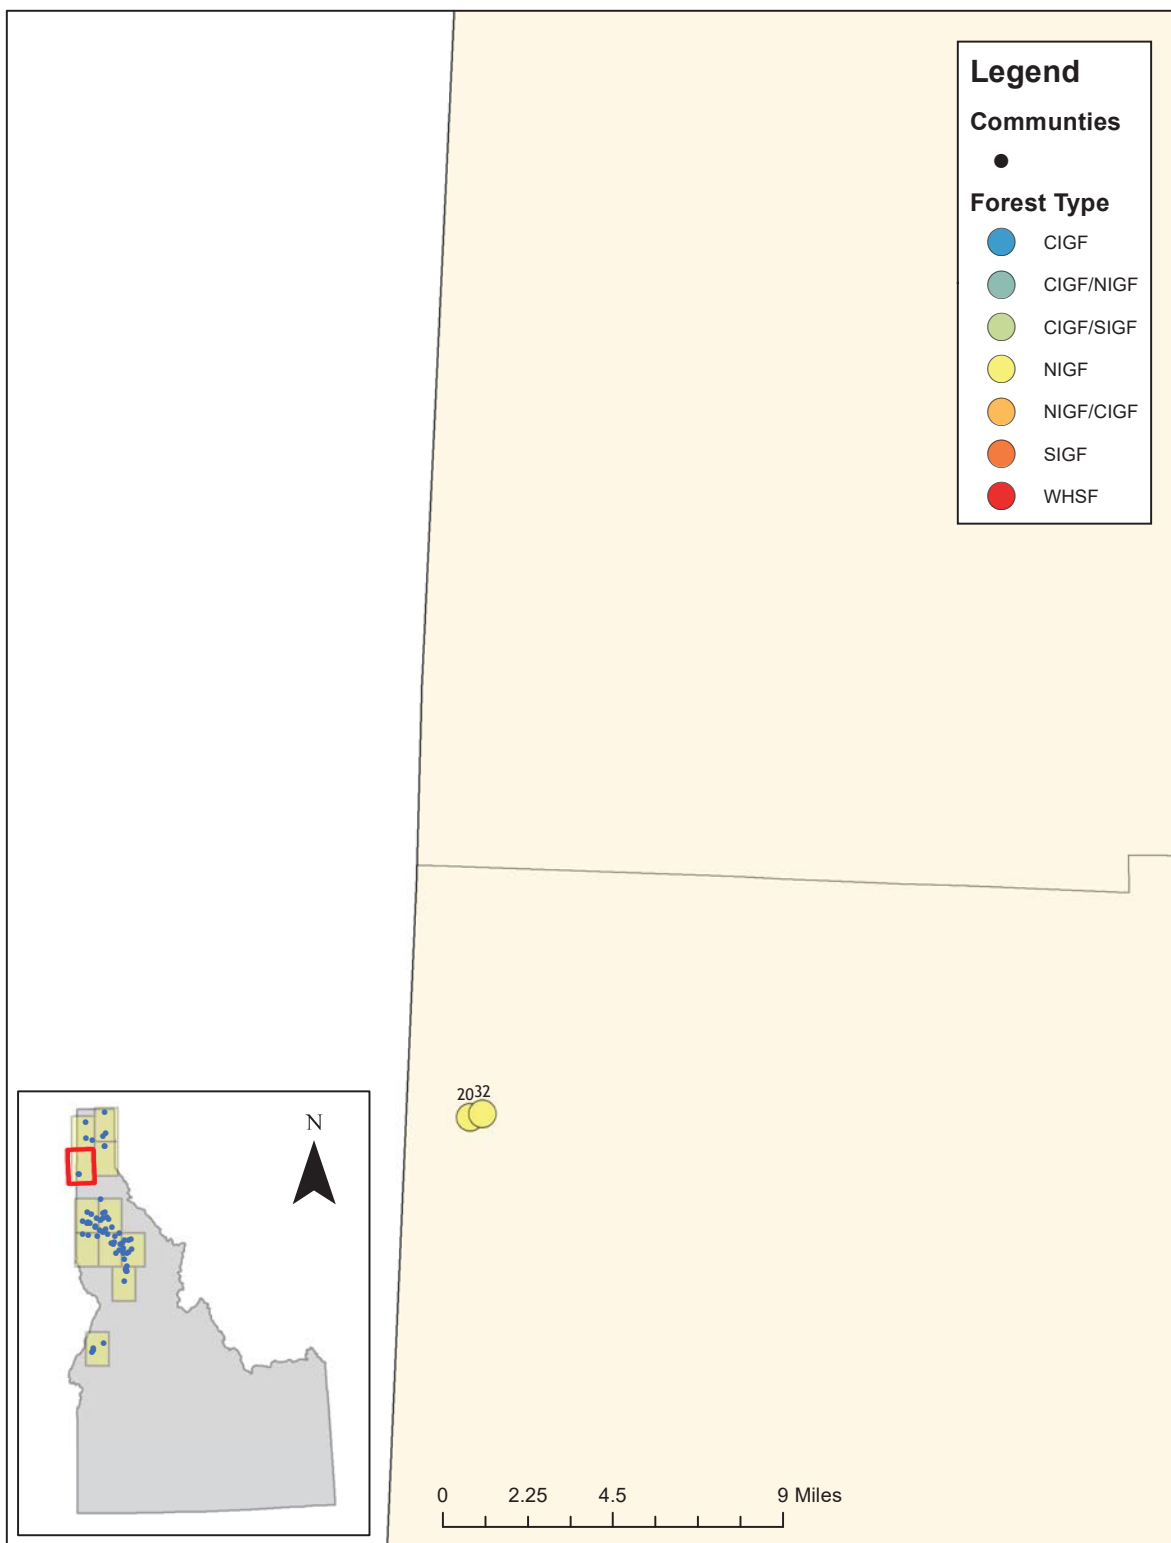 Legend
Communties
Forest Type
CIGF
CIGF/NIGF
CIGF/SIGF
NIGF
NIGF/CIGF
SIGF
WHSF
20 32
N
0 2.25 4.5 9 Miles